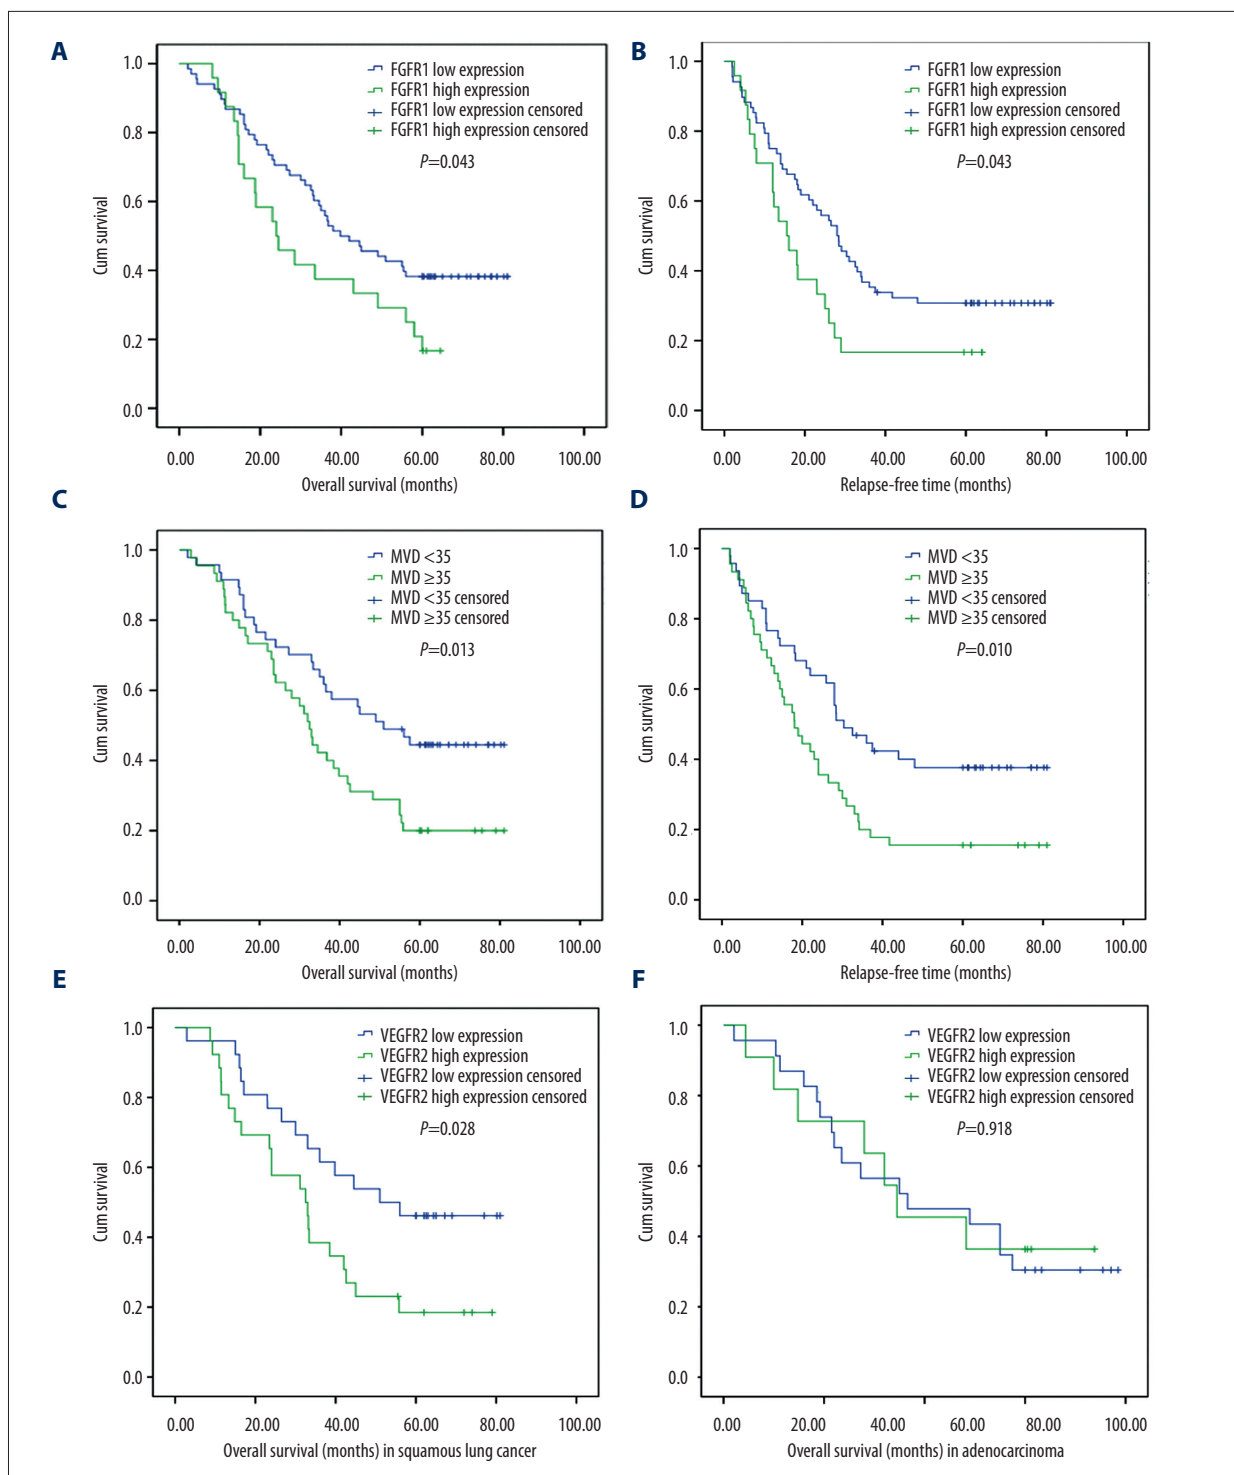 A
FGFR1 low expression
FGFR1 high expression
FGFR1 low expression censored
FGFR1 high expression censored
P=0.043
Cum survival
1.0
0.8
0.6
0.4
0.2
0.0
0.00 20.00 40.00 60.00 80.00 100.00
Overall survival (months)
B
FGFR1 low expression
FGFR1 high expression
FGFR1 low expression censored
FGFR1 high expression censored
P=0.043
Cum survival
1.0
0.8
0.6
0.4
0.2
0.0
0.00 20.00 40.00 60.00 80.00 100.00
Relapse-free time (months)
C
MVD <35
MVD ≥35
MVD <35 censored
MVD ≥35 censored
P=0.013
Cum survival
1.0
0.8
0.6
0.4
0.2
0.0
0.00 20.00 40.00 60.00 80.00 100.00
Overall survival (months)
D
MVD <35
MVD ≥35
MVD <35 censored
MVD ≥35 censored
P=0.010
Cum survival
1.0
0.8
0.6
0.4
0.2
0.0
0.00 20.00 40.00 60.00 80.00 100.00
Relapse-free time (months)
E
VEGFR2 low expression
VEGFR2 high expression
VEGFR2 low expression censored
VEGFR2 high expression censored
P=0.028
Cum survival
1.0
0.8
0.6
0.4
0.2
0.0
0.00 20.00 40.00 60.00 80.00 100.00
Overall survival (months) in squamous lung cancer
F
VEGFR2 low expression
VEGFR2 high expression
VEGFR2 low expression censored
VEGFR2 high expression censored
P=0.918
Cum survival
1.0
0.8
0.6
0.4
0.2
0.0
0.00 20.00 40.00 60.00 80.00 100.00
Overall survival (months) in adenocarcinoma